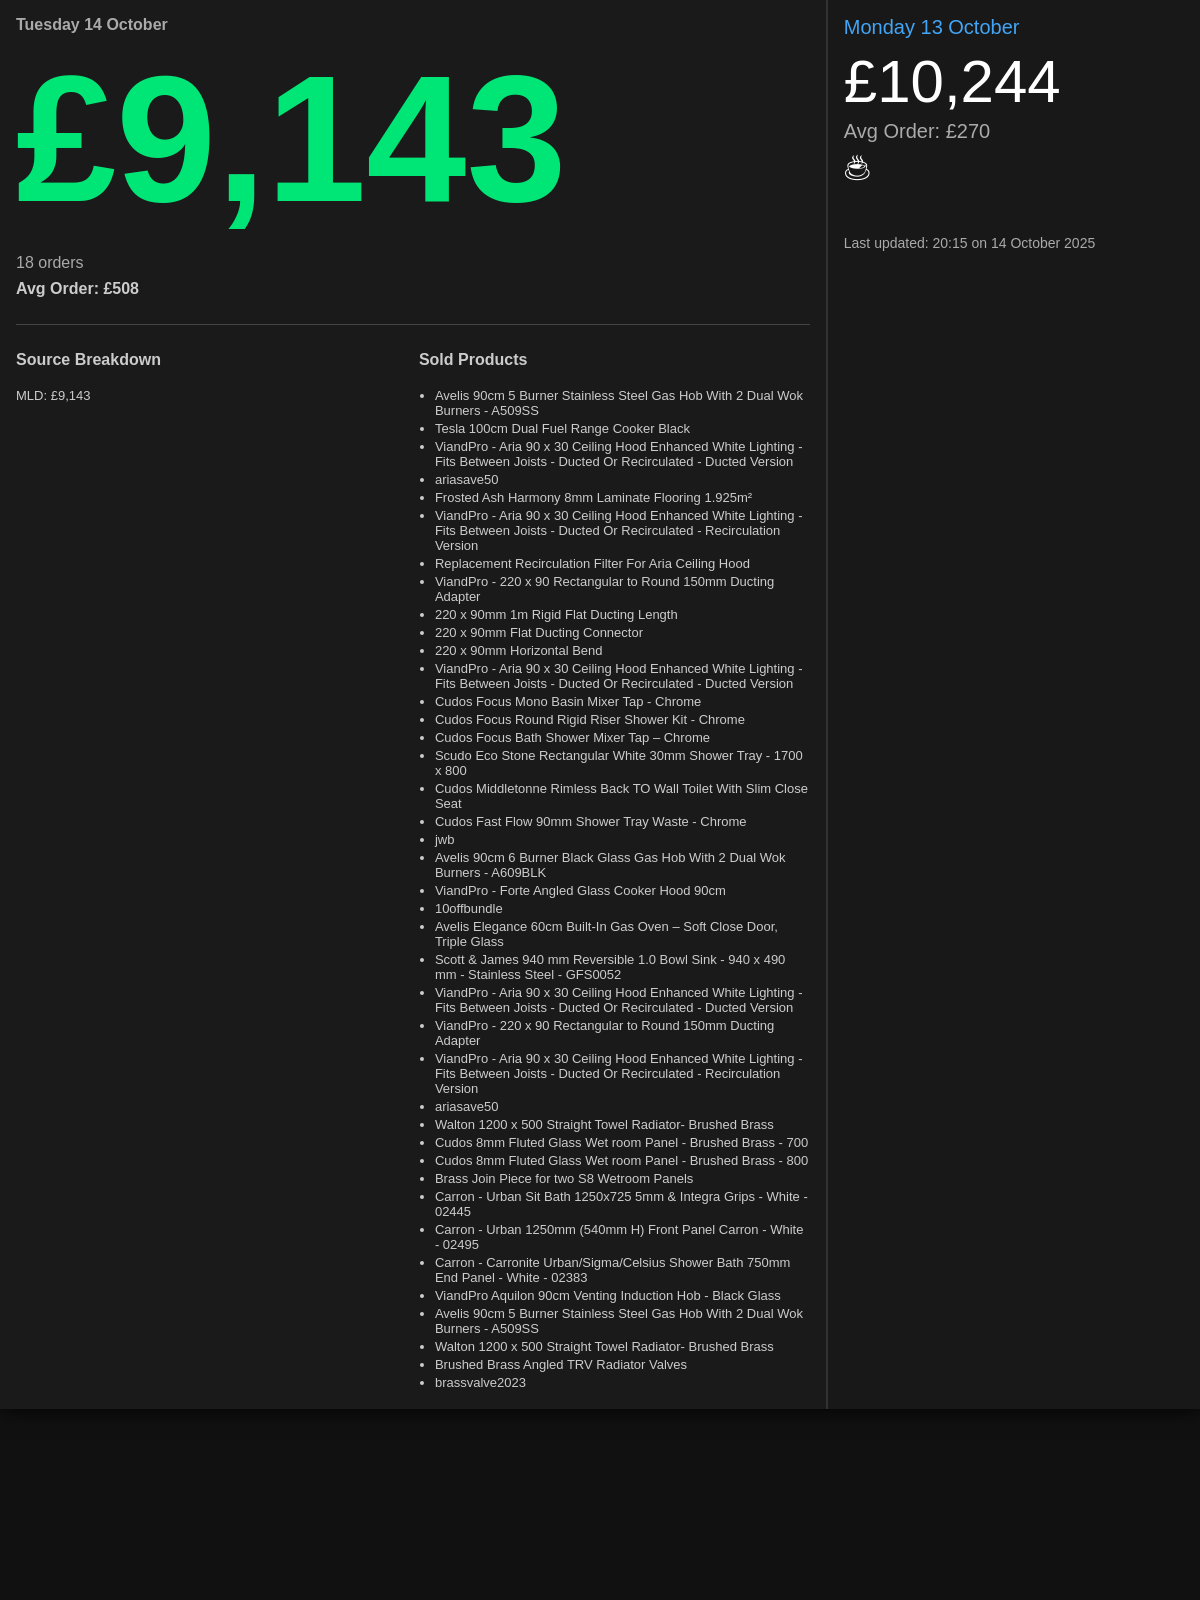 Tuesday 14 October
£9,143
18 orders
Avg Order: £508
Source Breakdown
MLD: £9,143
Sold Products
Avelis 90cm 5 Burner Stainless Steel Gas Hob With 2 Dual Wok
Burners - A509SS
Tesla 100cm Dual Fuel Range Cooker Black
ViandPro - Aria 90 x 30 Ceiling Hood Enhanced White Lighting -
Fits Between Joists - Ducted Or Recirculated - Ducted Version
ariasave50
Frosted Ash Harmony 8mm Laminate Flooring 1.925m²
ViandPro - Aria 90 x 30 Ceiling Hood Enhanced White Lighting -
Fits Between Joists - Ducted Or Recirculated - Recirculation
Version
Replacement Recirculation Filter For Aria Ceiling Hood
ViandPro - 220 x 90 Rectangular to Round 150mm Ducting
Adapter
220 x 90mm 1m Rigid Flat Ducting Length
220 x 90mm Flat Ducting Connector
220 x 90mm Horizontal Bend
ViandPro - Aria 90 x 30 Ceiling Hood Enhanced White Lighting -
Fits Between Joists - Ducted Or Recirculated - Ducted Version
Cudos Focus Mono Basin Mixer Tap - Chrome
Cudos Focus Round Rigid Riser Shower Kit - Chrome
Cudos Focus Bath Shower Mixer Tap – Chrome
Scudo Eco Stone Rectangular White 30mm Shower Tray - 1700
x 800
Cudos Middletonne Rimless Back TO Wall Toilet With Slim Close
Seat
Cudos Fast Flow 90mm Shower Tray Waste - Chrome
jwb
Avelis 90cm 6 Burner Black Glass Gas Hob With 2 Dual Wok
Burners - A609BLK
ViandPro - Forte Angled Glass Cooker Hood 90cm
10offbundle
Avelis Elegance 60cm Built-In Gas Oven – Soft Close Door,
Triple Glass
Scott & James 940 mm Reversible 1.0 Bowl Sink - 940 x 490
mm - Stainless Steel - GFS0052
ViandPro - Aria 90 x 30 Ceiling Hood Enhanced White Lighting -
Fits Between Joists - Ducted Or Recirculated - Ducted Version
ViandPro - 220 x 90 Rectangular to Round 150mm Ducting
Adapter
ViandPro - Aria 90 x 30 Ceiling Hood Enhanced White Lighting -
Fits Between Joists - Ducted Or Recirculated - Recirculation
Version
ariasave50
Walton 1200 x 500 Straight Towel Radiator- Brushed Brass
Cudos 8mm Fluted Glass Wet room Panel - Brushed Brass - 700
Cudos 8mm Fluted Glass Wet room Panel - Brushed Brass - 800
Brass Join Piece for two S8 Wetroom Panels
Carron - Urban Sit Bath 1250x725 5mm & Integra Grips - White -
02445
Carron - Urban 1250mm (540mm H) Front Panel Carron - White
- 02495
Carron - Carronite Urban/Sigma/Celsius Shower Bath 750mm
End Panel - White - 02383
ViandPro Aquilon 90cm Venting Induction Hob - Black Glass
Avelis 90cm 5 Burner Stainless Steel Gas Hob With 2 Dual Wok
Burners - A509SS
Walton 1200 x 500 Straight Towel Radiator- Brushed Brass
Brushed Brass Angled TRV Radiator Valves
brassvalve2023
Monday 13 October
£10,244
Avg Order: £270
Last updated: 20:15 on 14 October 2025